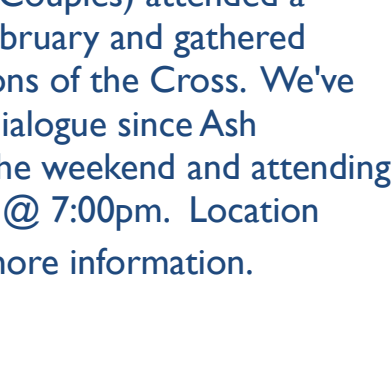 Couples) attended a
bruary and gathered
ons of the Cross. We've
ialogue since Ash
he weekend and attending
@ 7:00pm. Location
nore information.